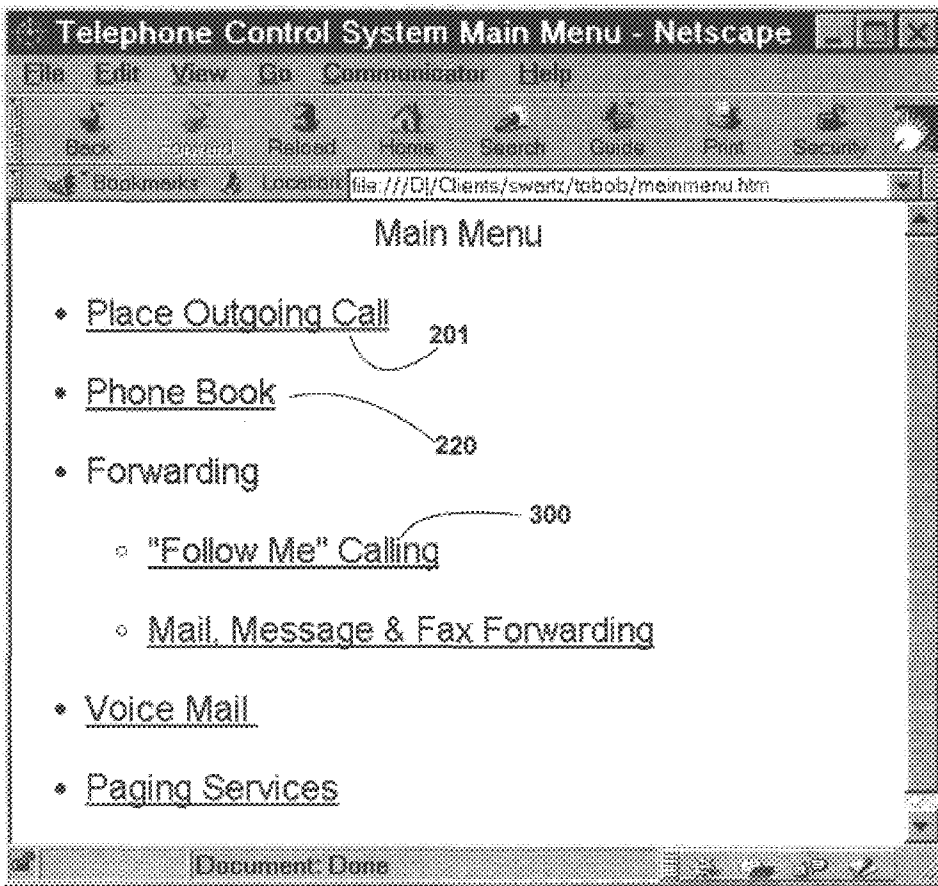 Telephone Control System Main Menu - Netscape
File Edit View Go Communicator Help
Back Forward Reload Home Search Guide Print Security
Bookmarks Location: file:///D|/Clients/swartz/tobob/mainmenu.htm
Main Menu
• Place Outgoing Call
201
• Phone Book
220
• Forwarding
300
○ "Follow Me" Calling
○ Mail, Message & Fax Forwarding
• Voice Mail
• Paging Services
Document: Done